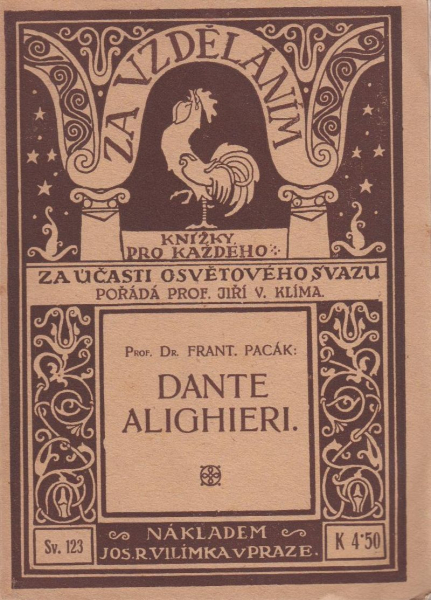 ZA VZDĚLÁNÍM
KNIŽKY
PRO KAŽDÉHO
ZA ÚČASTI OSVĚTOVÉHO SVAZU
POŘÁDÁ PROF. JIŘÍ V. KLÍMA.
PROF. DR. FRANT. PACÁK:
DANTE
ALIGHIERI.
Sv. 123
NÁKLADEM
JOS. R. VILÍMKA V PRAZE.
K 4·50